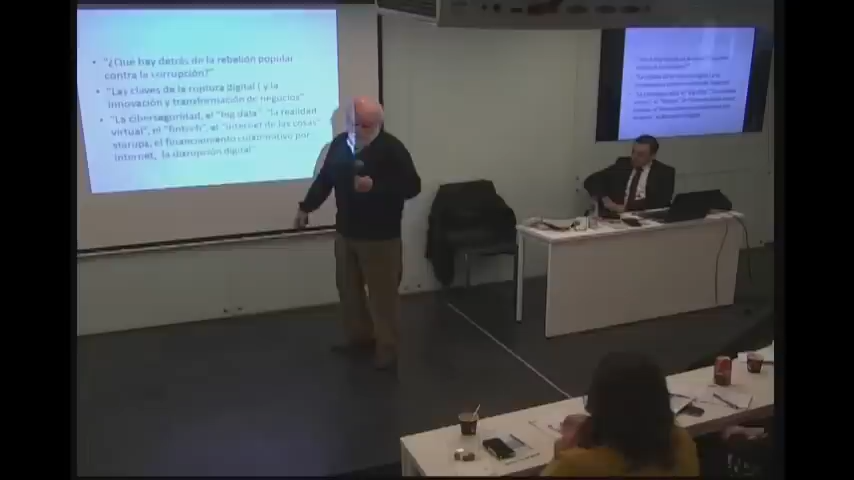 • "¿Que hay detrás de la rebelión popular
contra la corrupción?"
• "Las claves de la ruptura digital ( y la
innovación y transformación de negocios"
• "La ciberseguridad, el "big data" "la realidad
virtual", el "fintech", el "internet de las cosas"
startups, el financiamiento colaborativo por
internet, la disrupción digital"